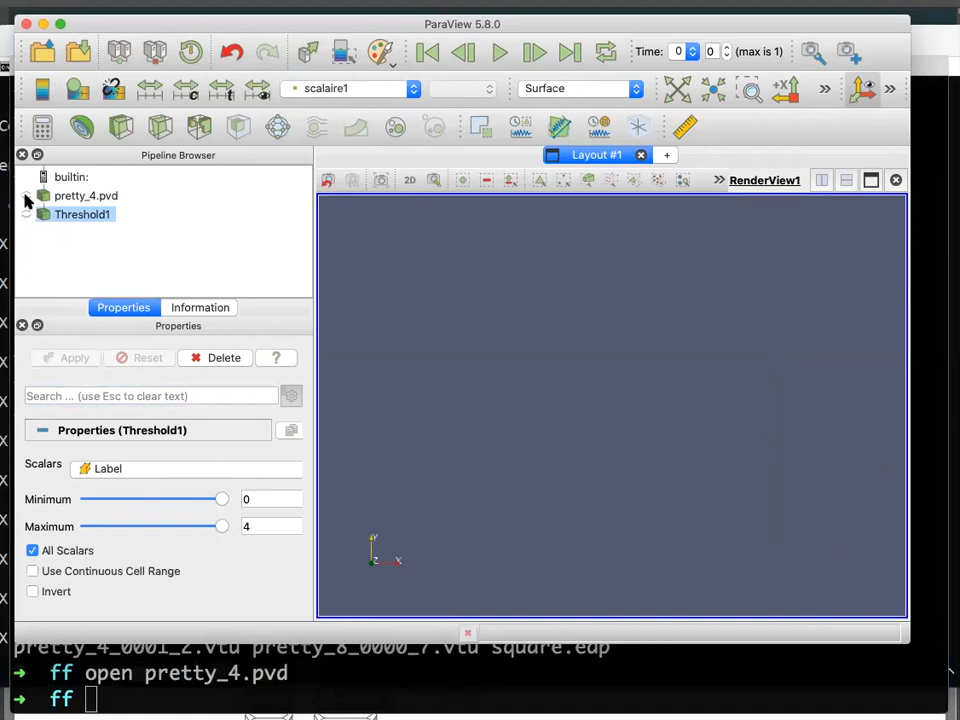 ParaView 5.8.0
Time: 0 0 (max is 1)
scalaire1 Surface
Pipeline Browser
Layout #1 +
builtin:
pretty_4.pvd
Threshold1
2D » RenderView1
Properties Information
Properties
Apply Reset Delete ?
Search ... (use Esc to clear text)
Properties (Threshold1)
Scalars Label
Minimum 0
Maximum 4
All Scalars
Use Continuous Cell Range
Invert
Y
Z X
pretty_4_0001_2.vtu pretty_8_0000_7.vtu square.edp
➜ ff open pretty_4.pvd
➜ ff